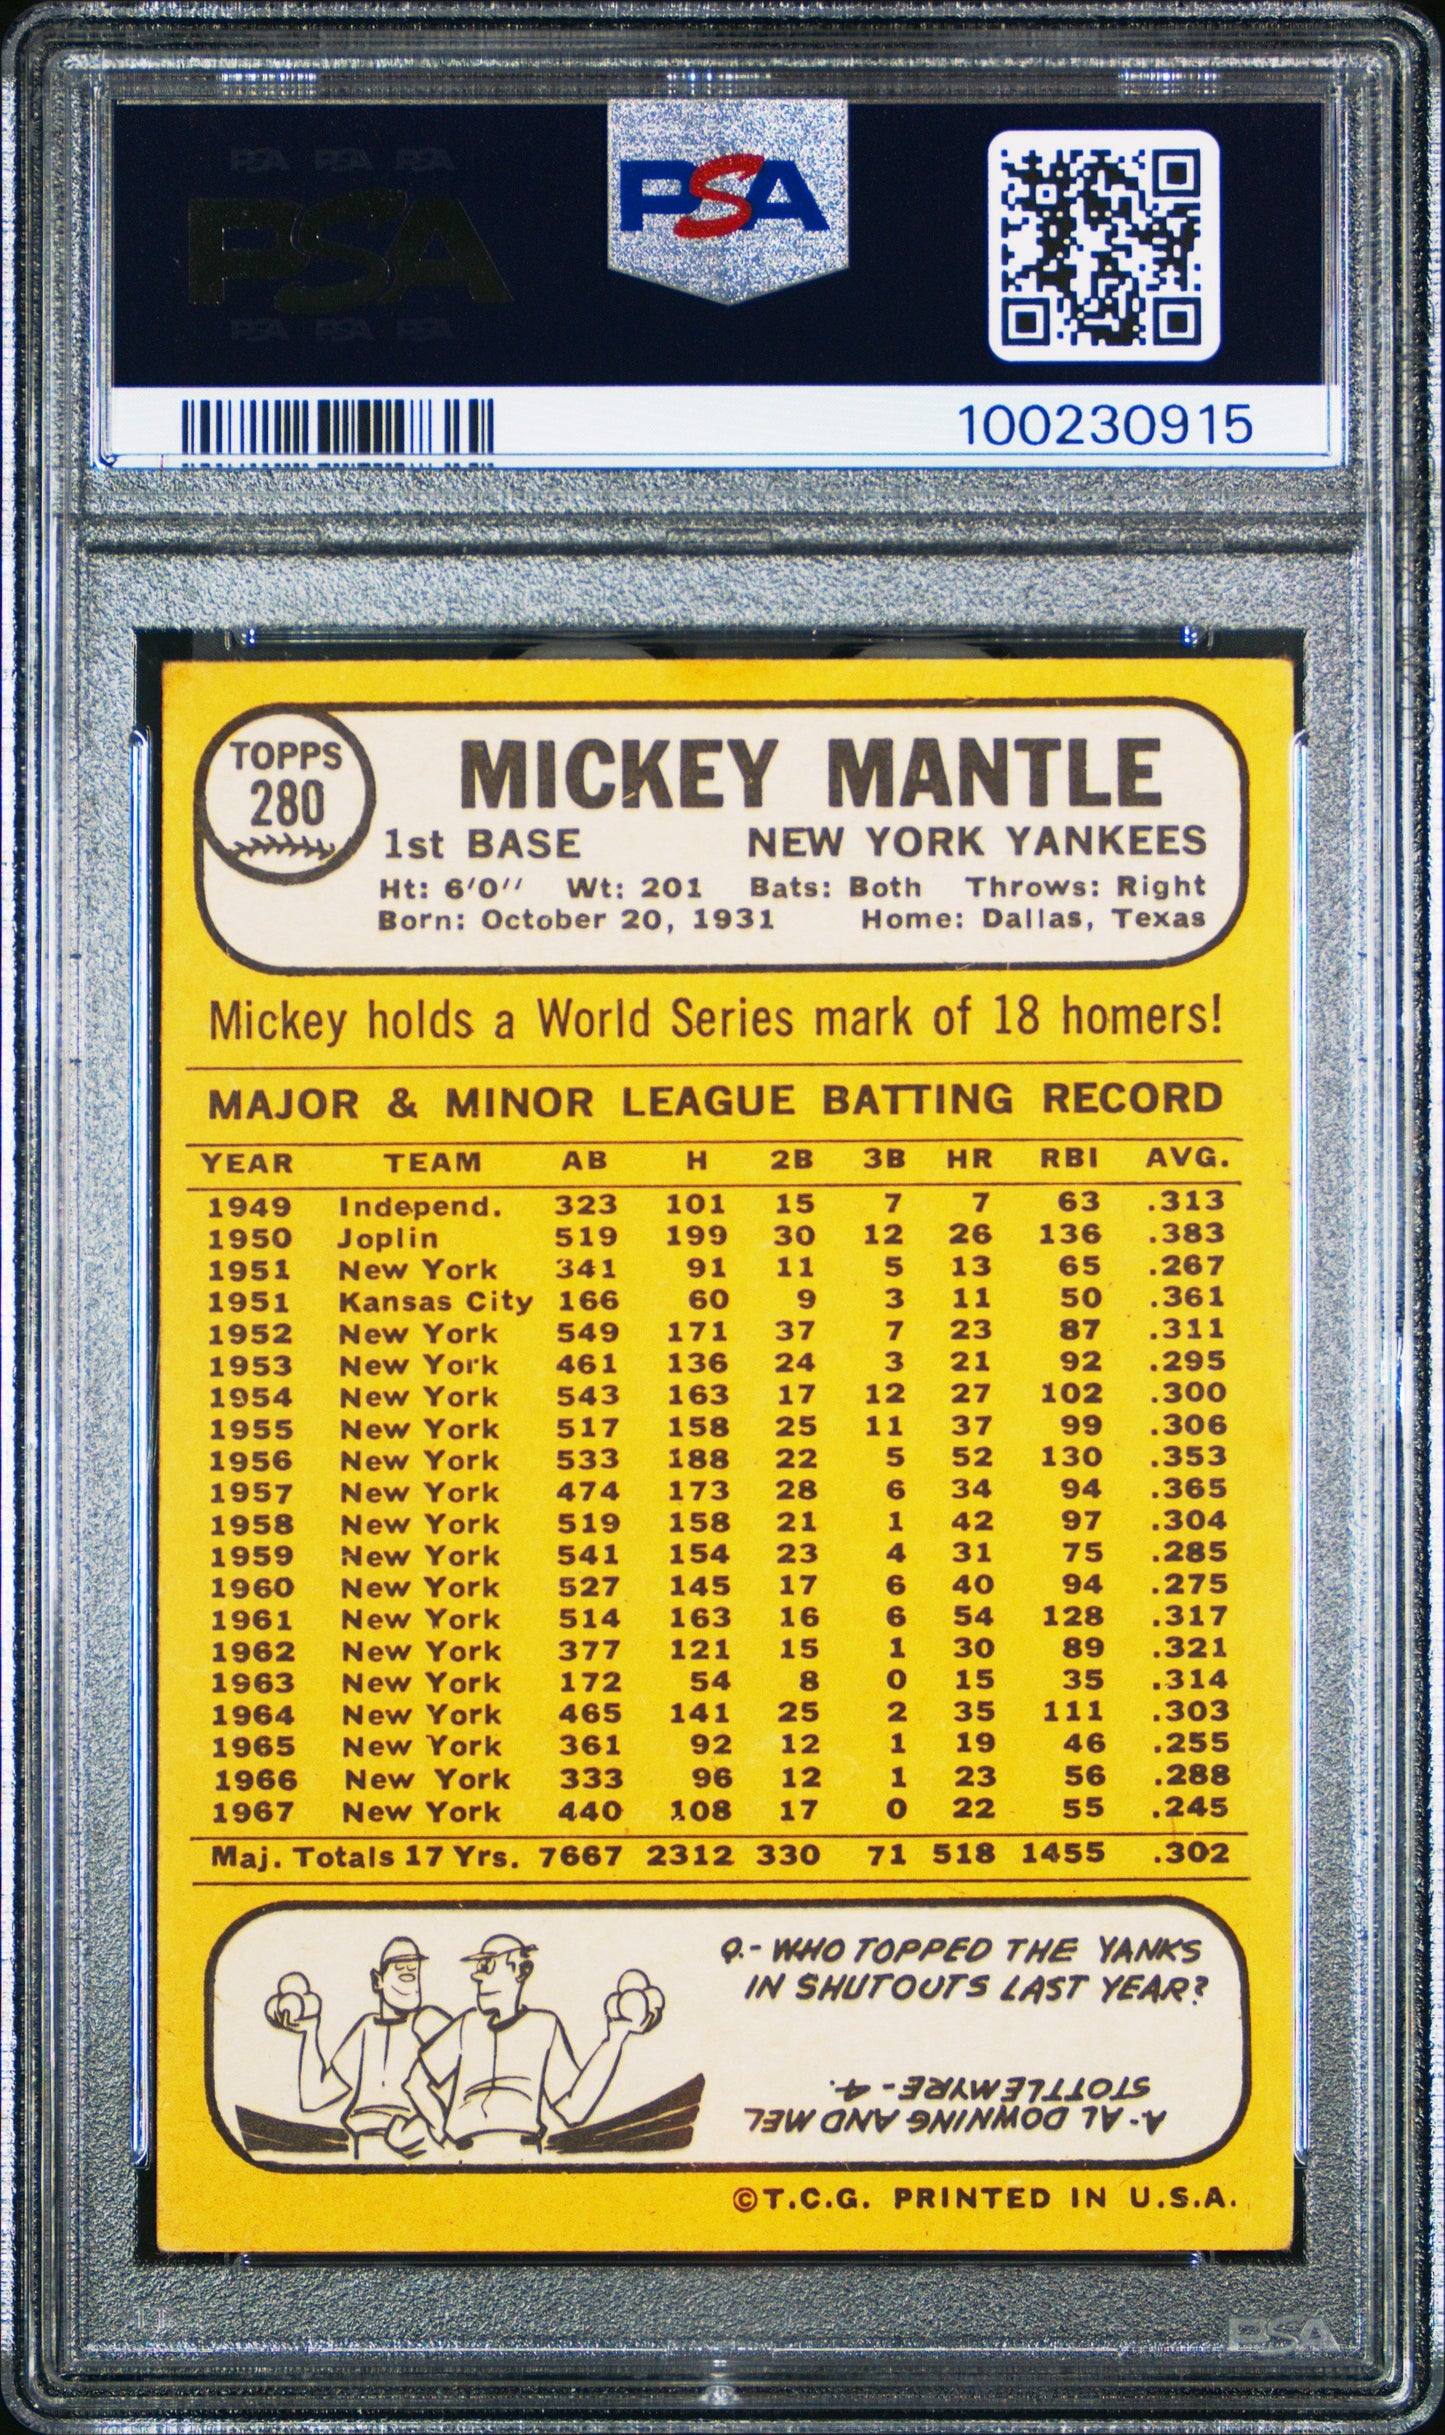 PSA PSA PSA
PSA
PSA PSA PSA
PSA
100230915
TOPPS
280
MICKEY MANTLE
1st BASE NEW YORK YANKEES
Ht: 6'0'' Wt: 201 Bats: Both Throws: Right
Born: October 20, 1931 Home: Dallas, Texas
Mickey holds a World Series mark of 18 homers!
MAJOR & MINOR LEAGUE BATTING RECORD
YEAR TEAM AB H 2B 3B HR RBI AVG.
1949 Independ. 323 101 15 7 7 63 .313
1950 Joplin 519 199 30 12 26 136 .383
1951 New York 341 91 11 5 13 65 .267
1951 Kansas City 166 60 9 3 11 50 .361
1952 New York 549 171 37 7 23 87 .311
1953 New York 461 136 24 3 21 92 .295
1954 New York 543 163 17 12 27 102 .300
1955 New York 517 158 25 11 37 99 .306
1956 New York 533 188 22 5 52 130 .353
1957 New York 474 173 28 6 34 94 .365
1958 New York 519 158 21 1 42 97 .304
1959 New York 541 154 23 4 31 75 .285
1960 New York 527 145 17 6 40 94 .275
1961 New York 514 163 16 6 54 128 .317
1962 New York 377 121 15 1 30 89 .321
1963 New York 172 54 8 0 15 35 .314
1964 New York 465 141 25 2 35 111 .303
1965 New York 361 92 12 1 19 46 .255
1966 New York 333 96 12 1 23 56 .288
1967 New York 440 108 17 0 22 55 .245
Maj. Totals 17 Yrs. 7667 2312 330 71 518 1455 .302
Q.- WHO TOPPED THE YANKS
IN SHUTOUTS LAST YEAR?
A.- AL DOWNING AND MEL
STOTTLEMYRE - 4.
©T.C.G. PRINTED IN U.S.A.
PSA